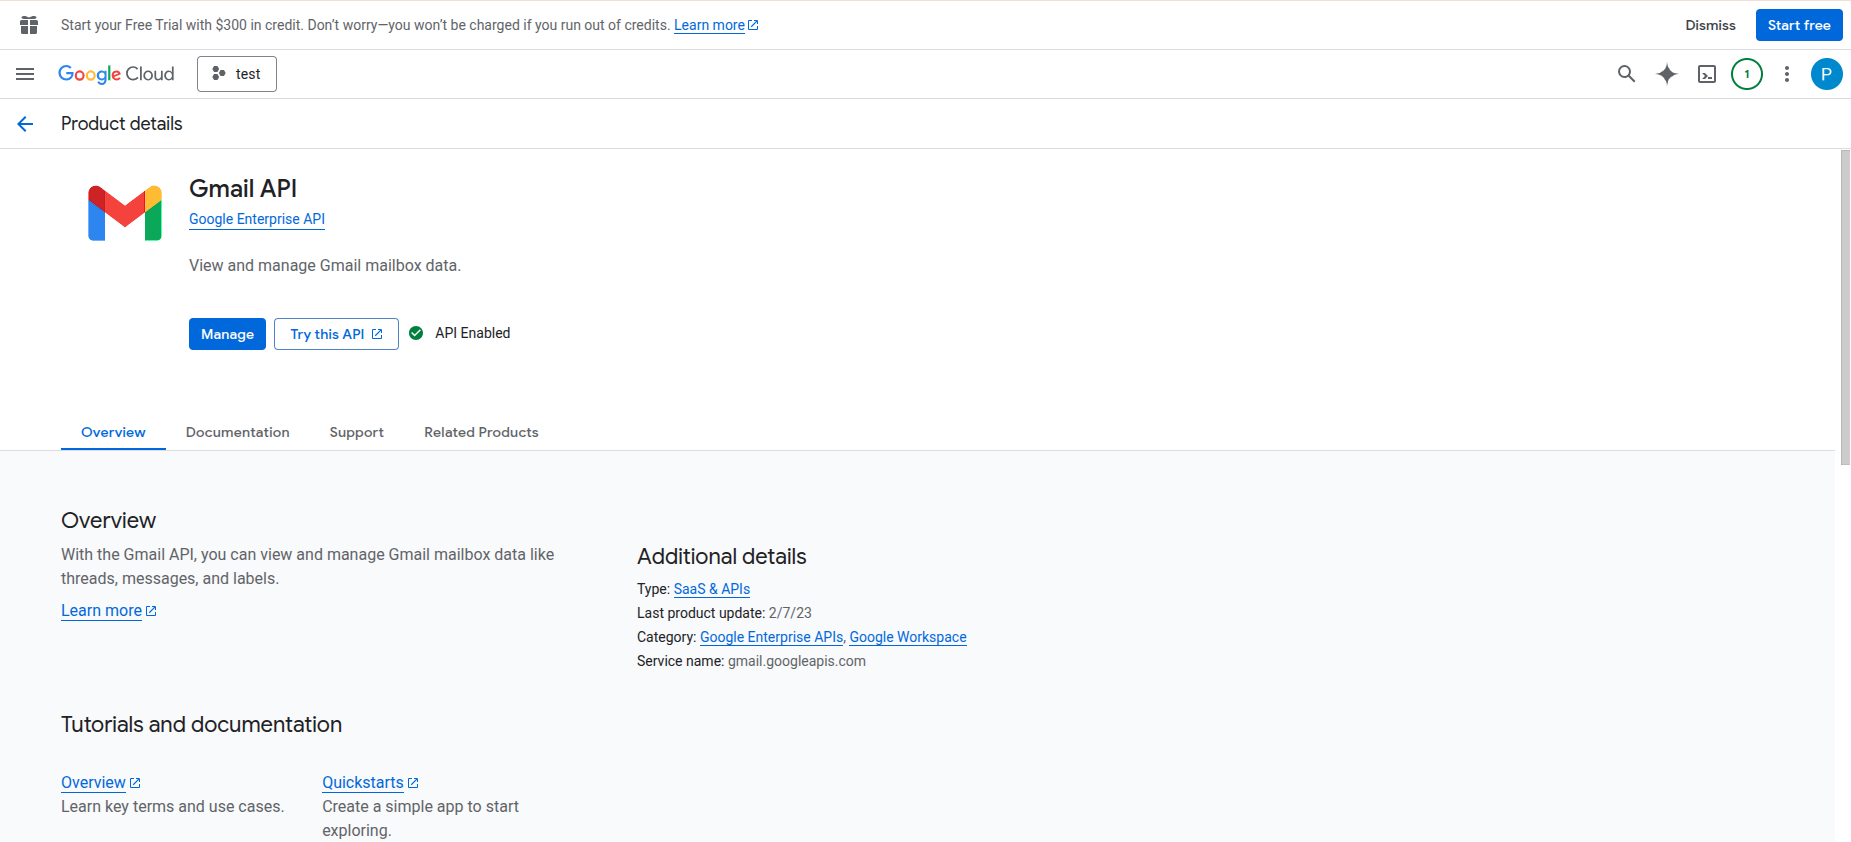 Start your Free Trial with $300 in credit. Don’t worry—you won’t be charged if you run out of credits. Learn more
Dismiss
Start free
Google Cloud
test
1
P
Product details
Gmail API
Google Enterprise API
View and manage Gmail mailbox data.
Manage
Try this API
API Enabled
Overview
Documentation
Support
Related Products
Overview
With the Gmail API, you can view and manage Gmail mailbox data like
threads, messages, and labels.
Learn more
Additional details
Type: SaaS & APIs
Last product update: 2/7/23
Category: Google Enterprise APIs, Google Workspace
Service name: gmail.googleapis.com
Tutorials and documentation
Overview
Learn key terms and use cases.
Quickstarts
Create a simple app to start
exploring.